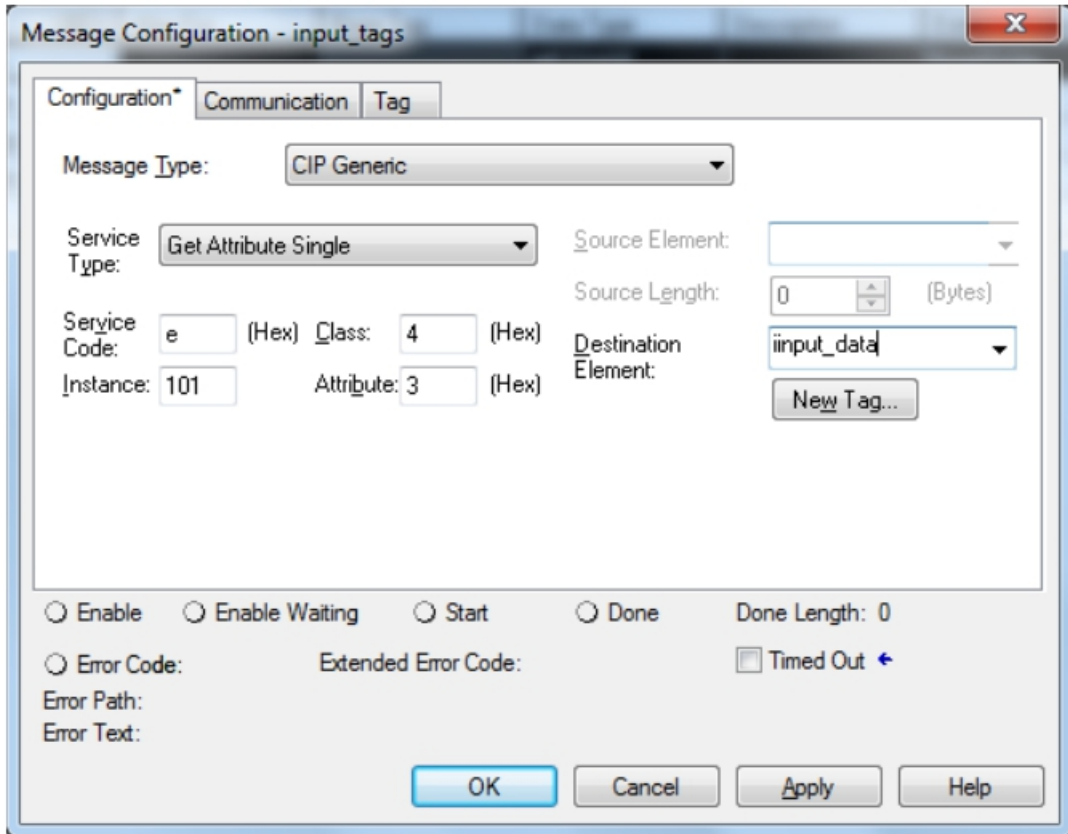 Message Configuration - input_tags
Configuration* Communication Tag
Message Type: CIP Generic
Service Type: Get Attribute Single
Source Element:
Source Length: 0 (Bytes)
Service Code: e (Hex) Class: 4 (Hex)
Destination Element: iinput_data
Instance: 101 Attribute: 3 (Hex)
New Tag...
Enable Enable Waiting Start Done Done Length: 0
Error Code: Extended Error Code: Timed Out
Error Path:
Error Text:
OK Cancel Apply Help